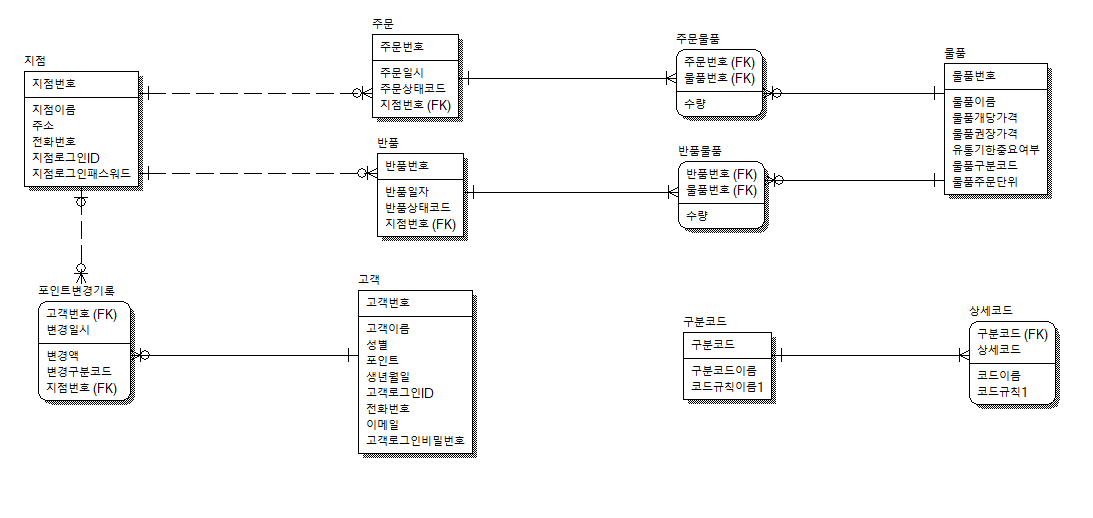 지점
지점번호
지점이름
주소
전화번호
지점로그인ID
지점로그인패스워드
주문
주문번호
주문일시
주문상태코드
지점번호 (FK)
주문물품
주문번호 (FK)
물품번호 (FK)
수량
물품
물품번호
물품이름
물품개당가격
물품권장가격
유통기한중요여부
물품구분코드
물품주문단위
반품
반품번호
반품일자
반품상태코드
지점번호 (FK)
반품물품
반품번호 (FK)
물품번호 (FK)
수량
포인트변경기록
고객번호 (FK)
변경일시
변경액
변경구분코드
지점번호 (FK)
고객
고객번호
고객이름
성별
포인트
생년월일
고객로그인ID
전화번호
이메일
고객로그인비밀번호
구분코드
구분코드
구분코드이름
코드규칙이름1
상세코드
구분코드 (FK)
상세코드
코드이름
코드규칙1